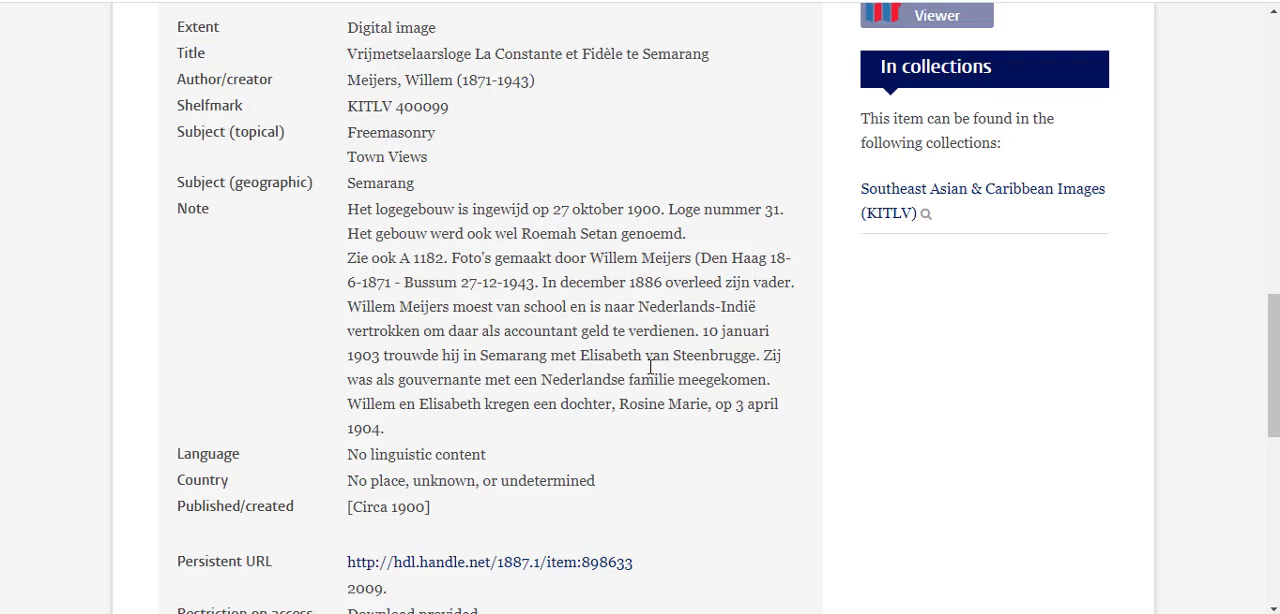 Extent Digital image
Title Vrijmetselaarsloge La Constante et Fidèle te Semarang
Author/creator Meijers, Willem (1871-1943)
Shelfmark KITLV 400099
Subject (topical) Freemasonry
Town Views
Subject (geographic) Semarang
Note Het logegebouw is ingewijd op 27 oktober 1900. Loge nummer 31.
Het gebouw werd ook wel Roemah Setan genoemd.
Zie ook A 1182. Foto's gemaakt door Willem Meijers (Den Haag 18-
6-1871 - Bussum 27-12-1943. In december 1886 overleed zijn vader.
Willem Meijers moest van school en is naar Nederlands-Indië
vertrokken om daar als accountant geld te verdienen. 10 januari
1903 trouwde hij in Semarang met Elisabeth van Steenbrugge. Zij
was als gouvernante met een Nederlandse familie meegekomen.
Willem en Elisabeth kregen een dochter, Rosine Marie, op 3 april
1904.
Language No linguistic content
Country No place, unknown, or undetermined
Published/created [Circa 1900]
Persistent URL http://hdl.handle.net/1887.1/item:898633
2009.
Restriction on access Download provided
Viewer
In collections
This item can be found in the
following collections:
Southeast Asian & Caribbean Images
(KITLV)